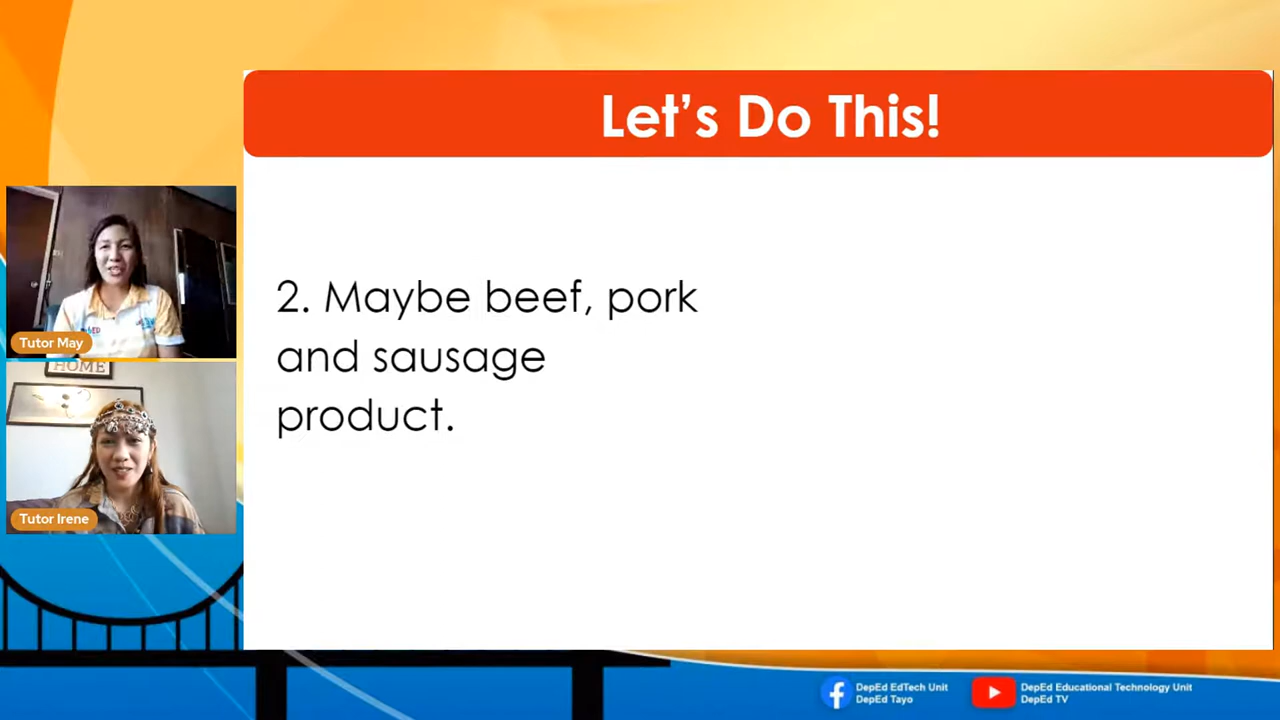 Let's Do This!
2. Maybe beef, pork
and sausage
product.
Tutor May
HOME
Tutor Irene
DepEd EdTech Unit
DepEd Tayo
DepEd Educational Technology Unit
DepEd TV